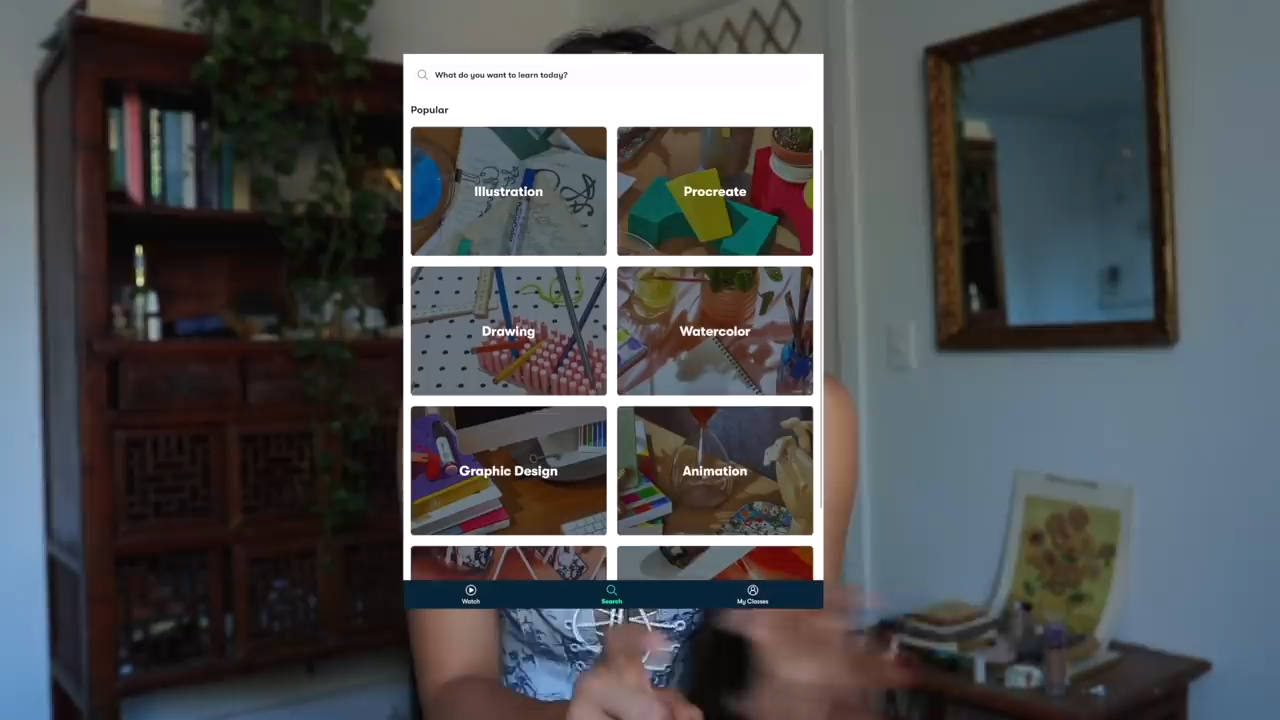 What do you want to learn today?
Popular
Illustration
Procreate
Drawing
Watercolor
Graphic Design
Animation
Watch
Search
My Classes